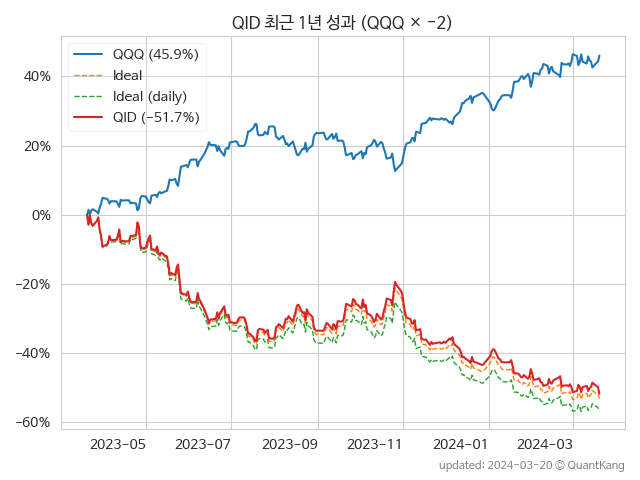 QID 최근 1년 성과 (QQQ × −2)
QQQ (45.9%)
Ideal
Ideal (daily)
QID (−51.7%)
40%
20%
0%
−20%
−40%
−60%
2023-05 2023-07 2023-09 2023-11 2024-01 2024-03
updated: 2024-03-20 © QuantKang